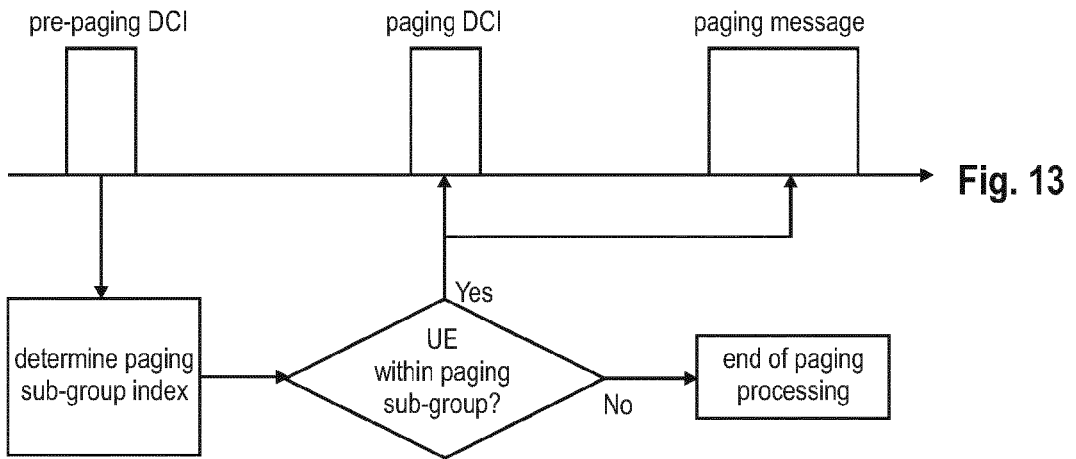 pre-paging DCI
paging DCI
paging message
Fig. 13
determine paging
sub-group index
UE
within paging
sub-group?
Yes
No
end of paging
processing